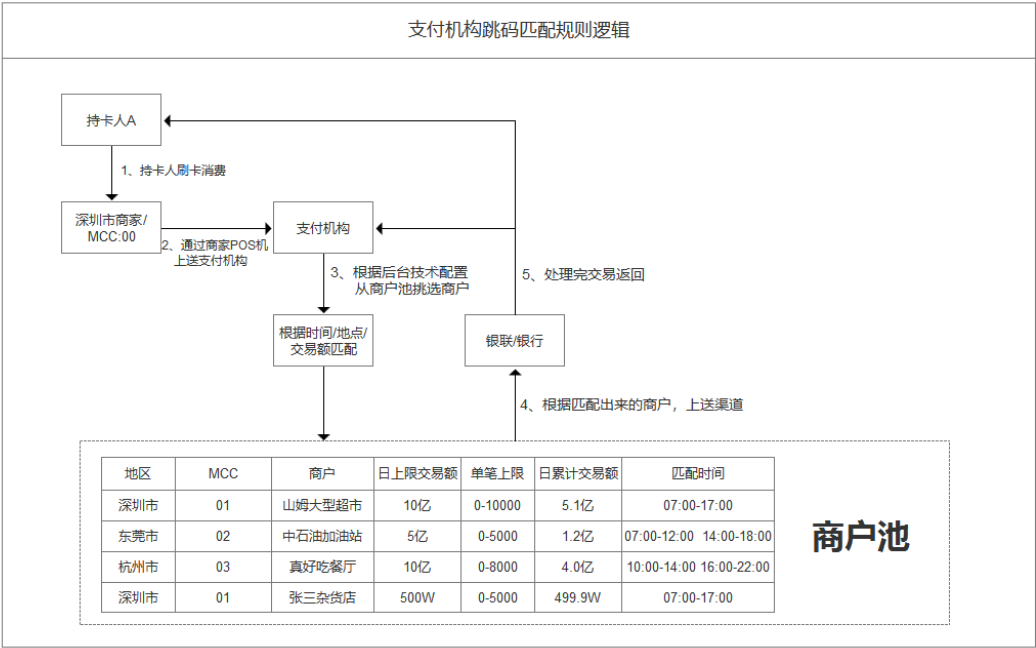 支付机构跳码匹配规则逻辑
持卡人A
1、持卡人刷卡消费
深圳市商家/
MCC:00
2、通过商家POS机
上送支付机构
支付机构
3、根据后台技术配置
从商户池挑选商户
5、处理完交易返回
根据时间/地点/
交易额匹配
银联/银行
4、根据匹配出来的商户，上送渠道
地区 MCC 商户 日上限交易额 单笔上限 日累计交易额 匹配时间
深圳市 01 山姆大型超市 10亿 0-10000 5.1亿 07:00-17:00
东莞市 02 中石油加油站 5亿 0-5000 1.2亿 07:00-12:00 14:00-18:00
杭州市 03 真好吃餐厅 10亿 0-8000 4.0亿 10:00-14:00 16:00-22:00
深圳市 01 张三杂货店 500W 0-5000 499.9W 07:00-17:00
商户池